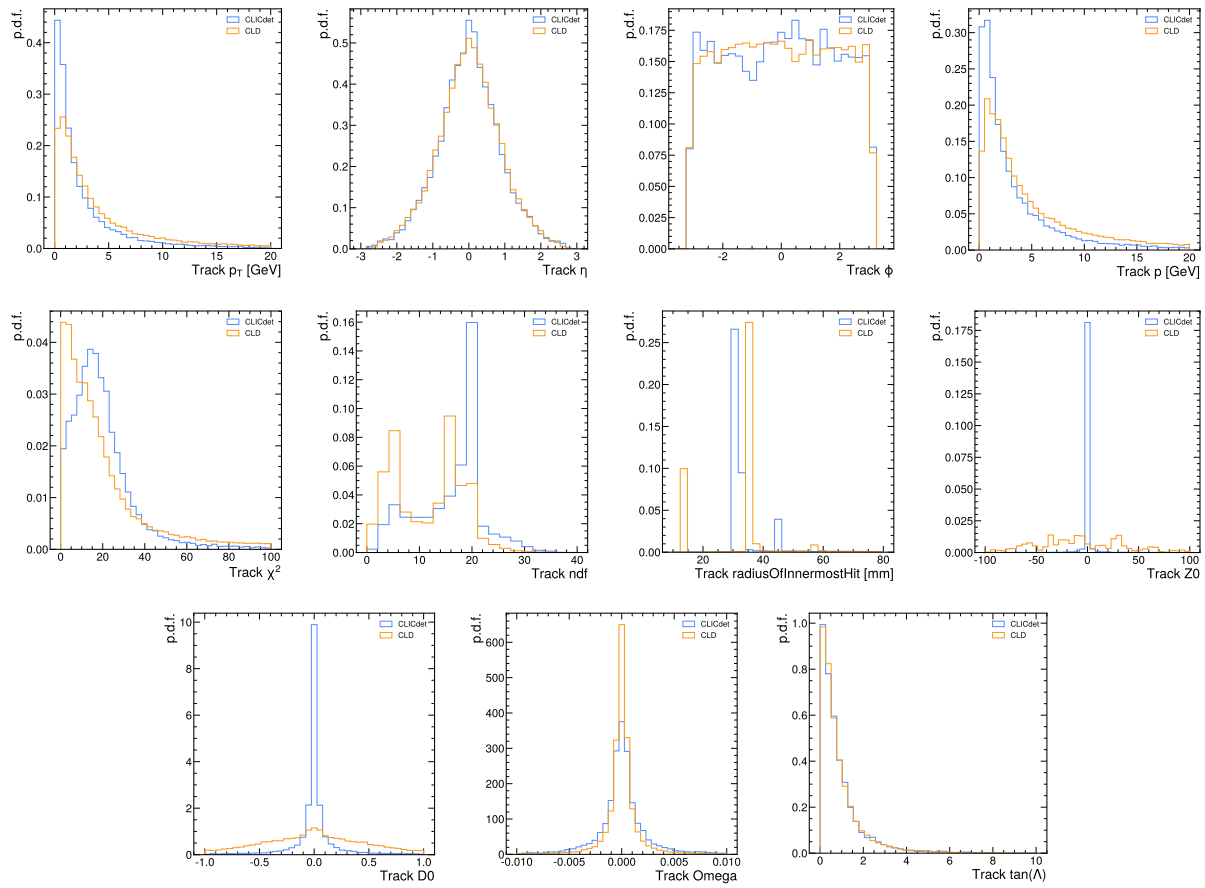 p.d.f.
CLICdet
CLD
0.4
0.3
0.2
0.1
0.0
0 5 10 15 20
Track p_T [GeV]
p.d.f.
CLICdet
CLD
0.5
0.4
0.3
0.2
0.1
0.0
−3 −2 −1 0 1 2 3
Track η
p.d.f.
CLICdet
CLD
0.175
0.150
0.125
0.100
0.075
0.050
0.025
0.000
−2 0 2
Track ϕ
p.d.f.
CLICdet
CLD
0.30
0.25
0.20
0.15
0.10
0.05
0.00
0 5 10 15 20
Track p [GeV]
p.d.f.
CLICdet
CLD
0.04
0.03
0.02
0.01
0.00
0 20 40 60 80 100
Track χ²
p.d.f.
CLICdet
CLD
0.16
0.14
0.12
0.10
0.08
0.06
0.04
0.02
0.00
0 10 20 30 40
Track ndf
p.d.f.
CLICdet
CLD
0.25
0.20
0.15
0.10
0.05
0.00
20 40 60 80
Track radiusOfInnermostHit [mm]
p.d.f.
CLICdet
CLD
0.175
0.150
0.125
0.100
0.075
0.050
0.025
0.000
−100 −50 0 50 100
Track Z0
p.d.f.
CLICdet
CLD
10
8
6
4
2
0
−1.0 −0.5 0.0 0.5 1.0
Track D0
p.d.f.
CLICdet
CLD
600
500
400
300
200
100
0
−0.010 −0.005 0.000 0.005 0.010
Track Omega
p.d.f.
CLICdet
CLD
1.0
0.8
0.6
0.4
0.2
0.0
0 2 4 6 8 10
Track tan(Λ)